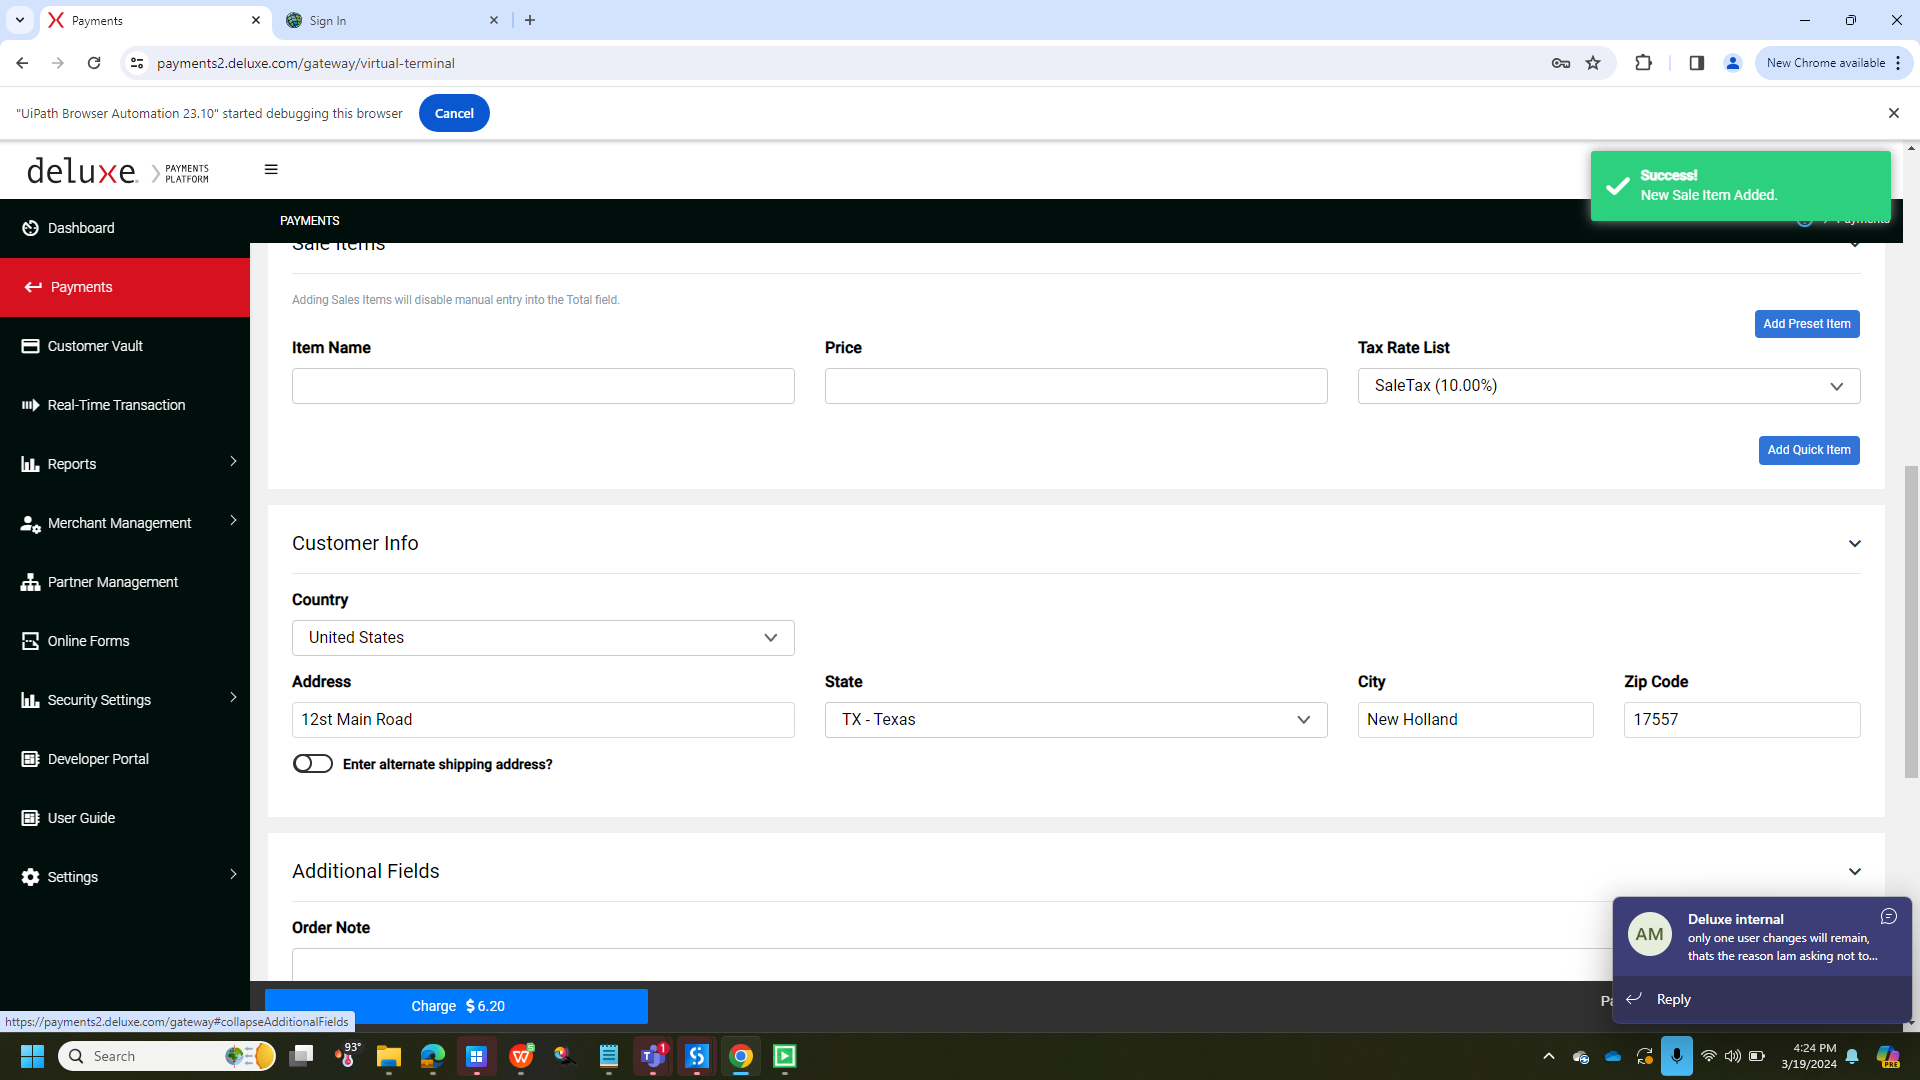 Payments
Sign In
payments2.deluxe.com/gateway/virtual-terminal
New Chrome available
"UiPath Browser Automation 23.10" started debugging this browser
Cancel
deluxe. PAYMENTS PLATFORM
Success!
New Sale Item Added.
PAYMENTS
Payments
Dashboard
Payments
Customer Vault
Real-Time Transaction
Reports
Merchant Management
Partner Management
Online Forms
Security Settings
Developer Portal
User Guide
Settings
Sale Items
Adding Sales Items will disable manual entry into the Total field.
Add Preset Item
Item Name
Price
Tax Rate List
SaleTax (10.00%)
Add Quick Item
Customer Info
Country
United States
Address
State
City
Zip Code
12st Main Road
TX - Texas
New Holland
17557
Enter alternate shipping address?
Additional Fields
Order Note
Charge $ 6.20
AM
Deluxe internal
only one user changes will remain,
thats the reason Iam asking not to...
Reply
https://payments2.deluxe.com/gateway#collapseAdditionalFields
Search
93°
1
4:24 PM
3/19/2024
PRE